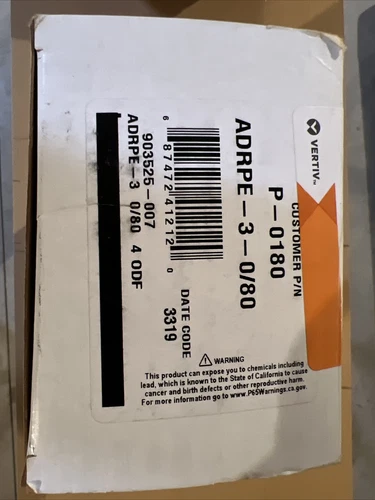 VERTIV™
CUSTOMER P/N
P-0180
ADRPE-3-0/80
6 87472 41212 0
DATE CODE
3319
903525-007
ADRPE-3 0/80 4 ODF
WARNING
This product can expose you to chemicals including
lead, which is known to the State of California to cause
cancer and birth defects or other reproductive harm.
For more information go to www.P65Warnings.ca.gov.